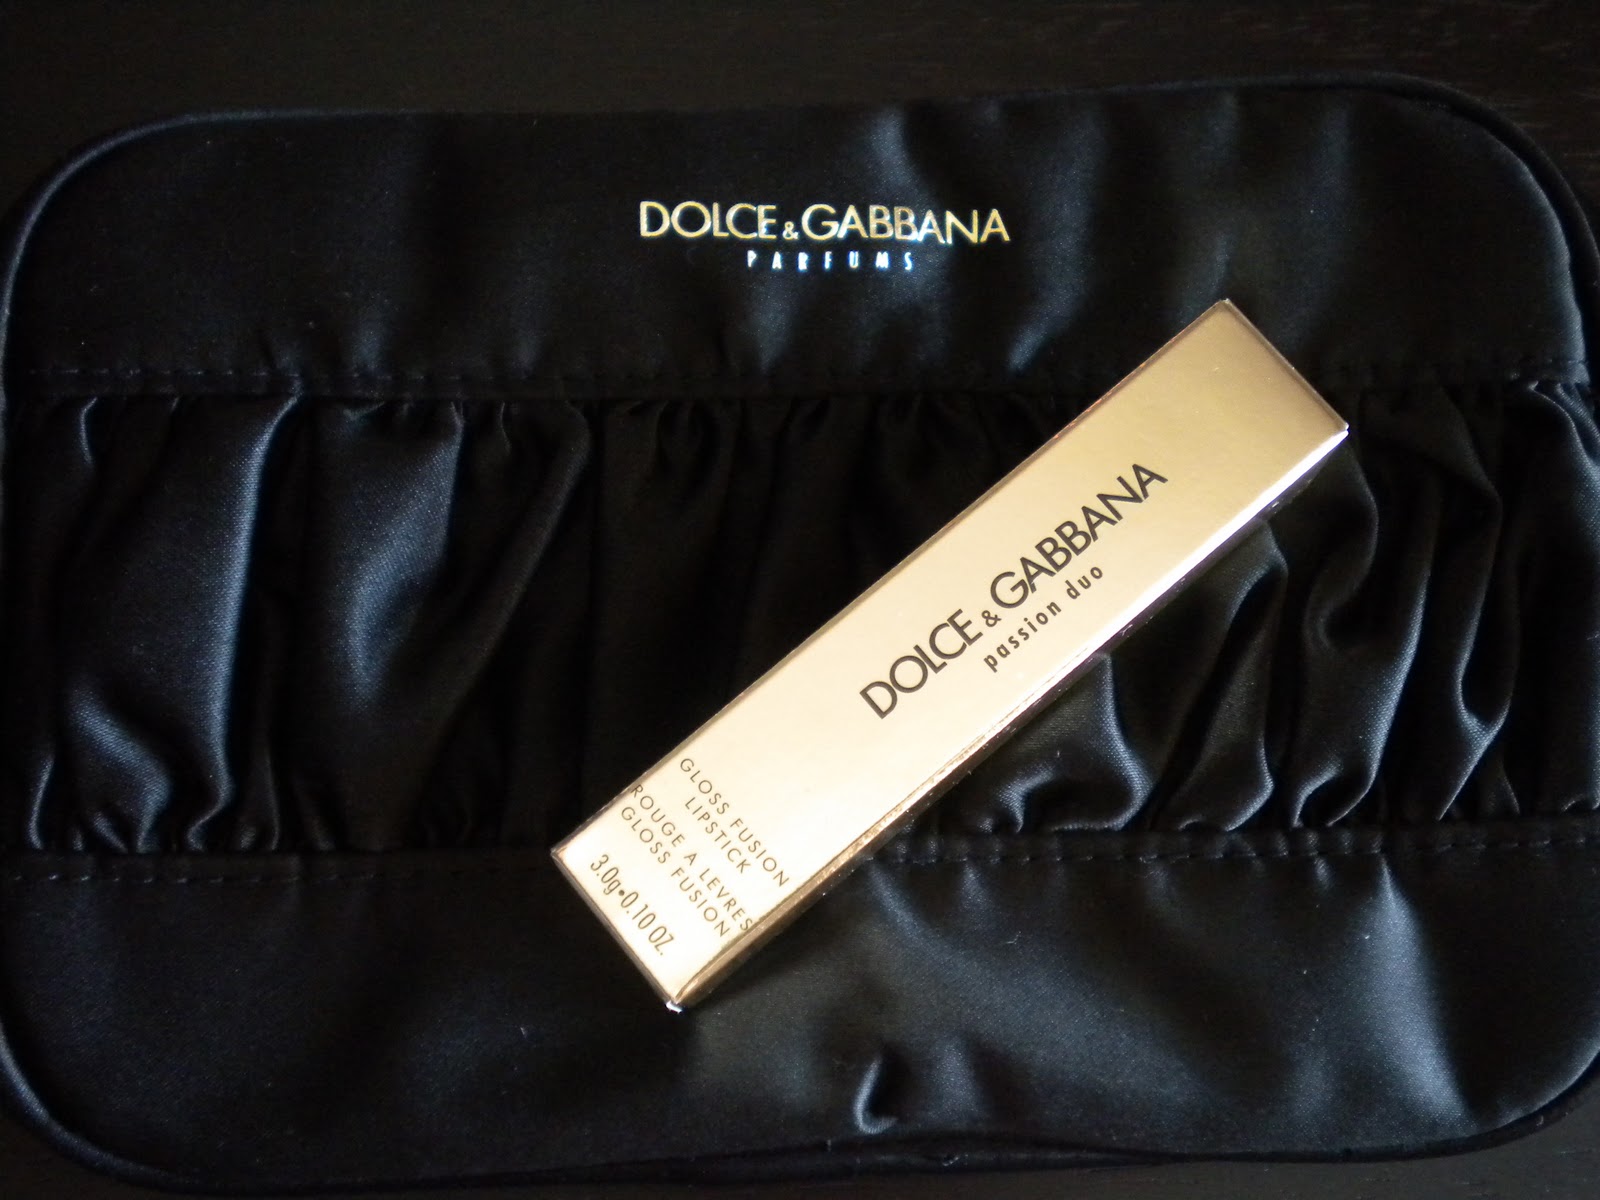 DOLCE & GABBANA
PARFUMS
DOLCE & GABBANA
passion duo
GLOSS FUSION
LIPSTICK
ROUGE A LEVRES
GLOSS FUSION
3.0g•0.10 OZ.